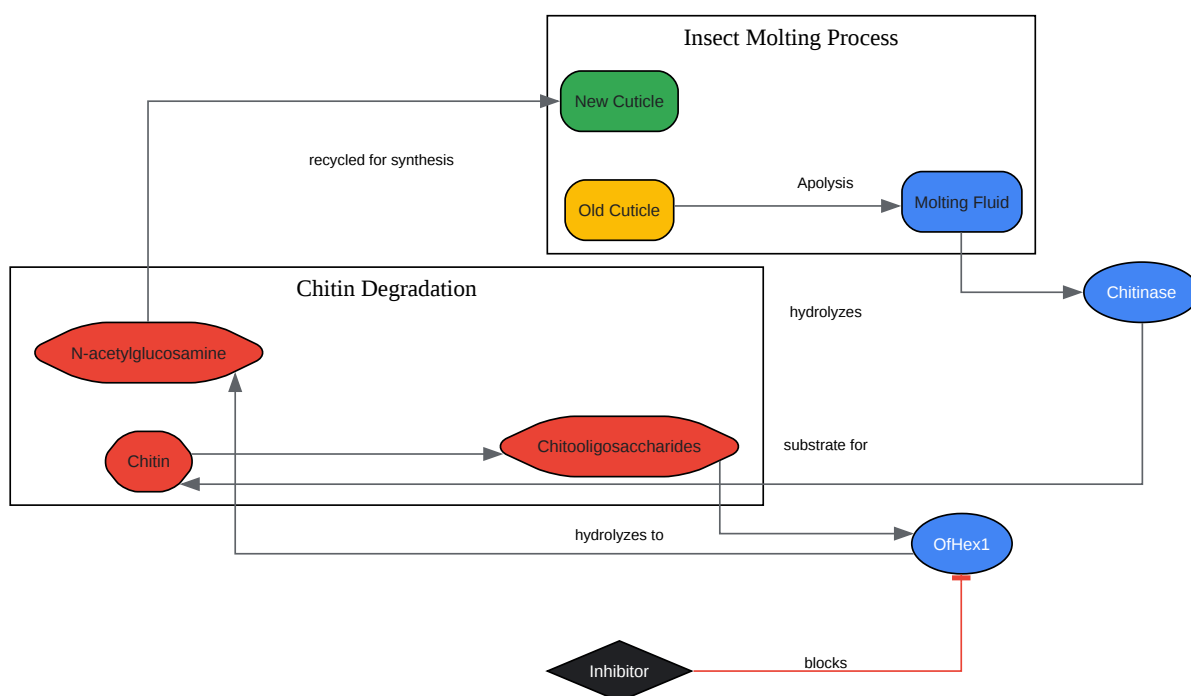 Insect Molting Process
New Cuticle
recycled for synthesis
Apolysis
Old Cuticle
Molting Fluid
Chitin Degradation
Chitinase
hydrolyzes
N-acetylglucosamine
Chitooligosaccharides
substrate for
Chitin
hydrolyzes to
OfHex1
blocks
Inhibitor